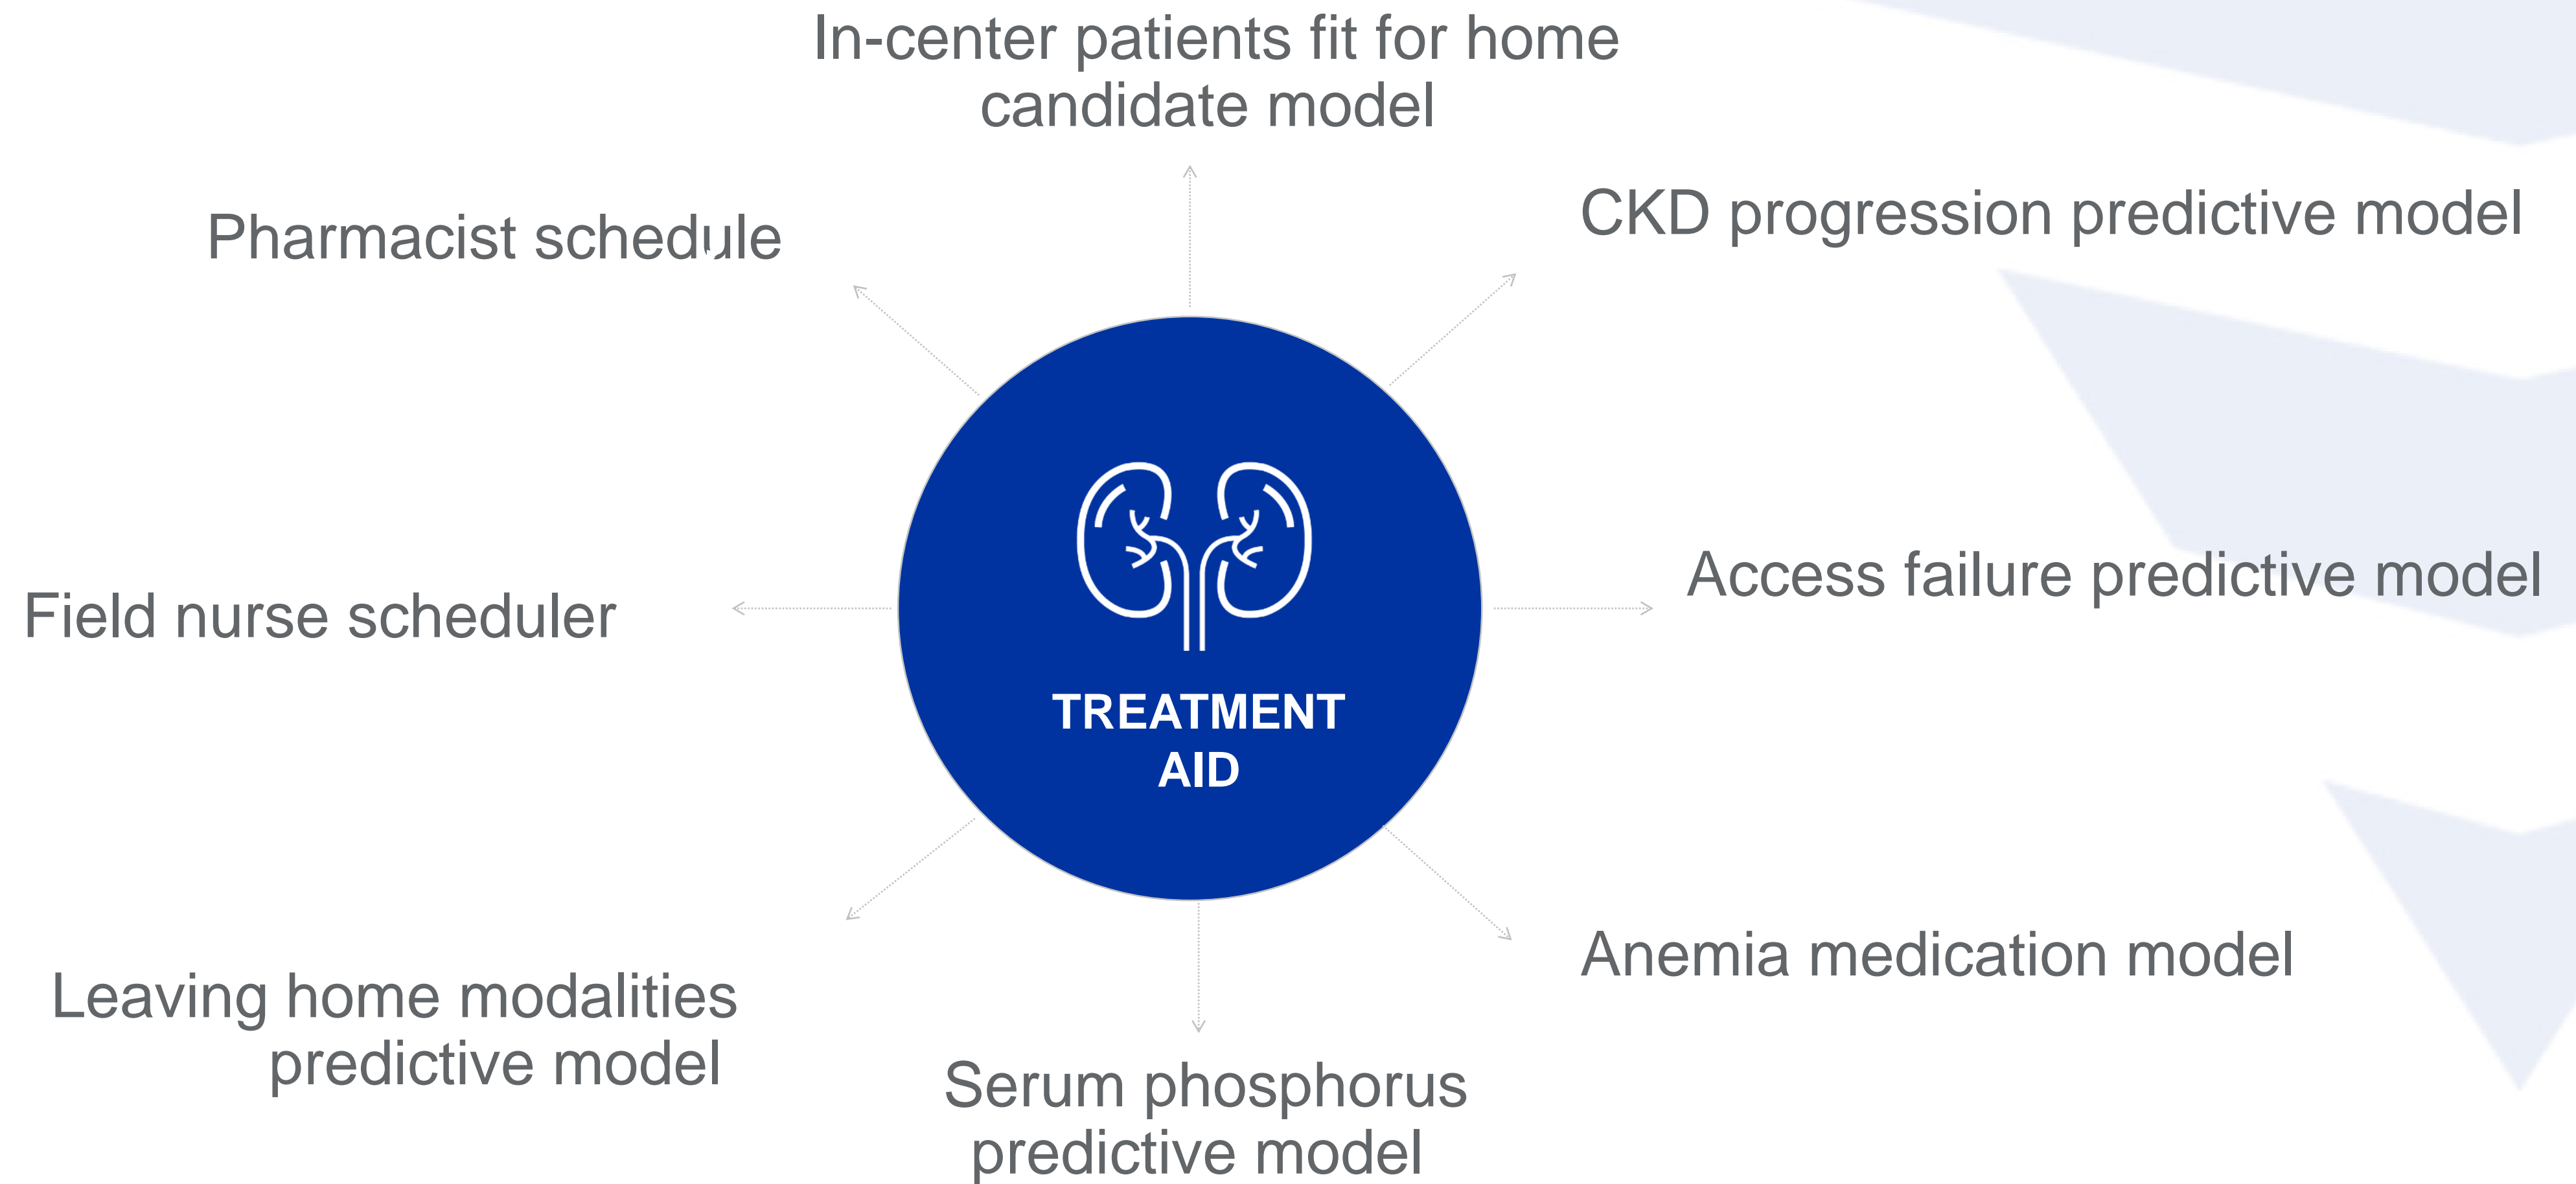 In-center patients fit for home
candidate model
Pharmacist schedule
CKD progression predictive model
Access failure predictive model
Field nurse scheduler
TREATMENT
AID
Anemia medication model
Leaving home modalities
predictive model
Serum phosphorus
predictive model